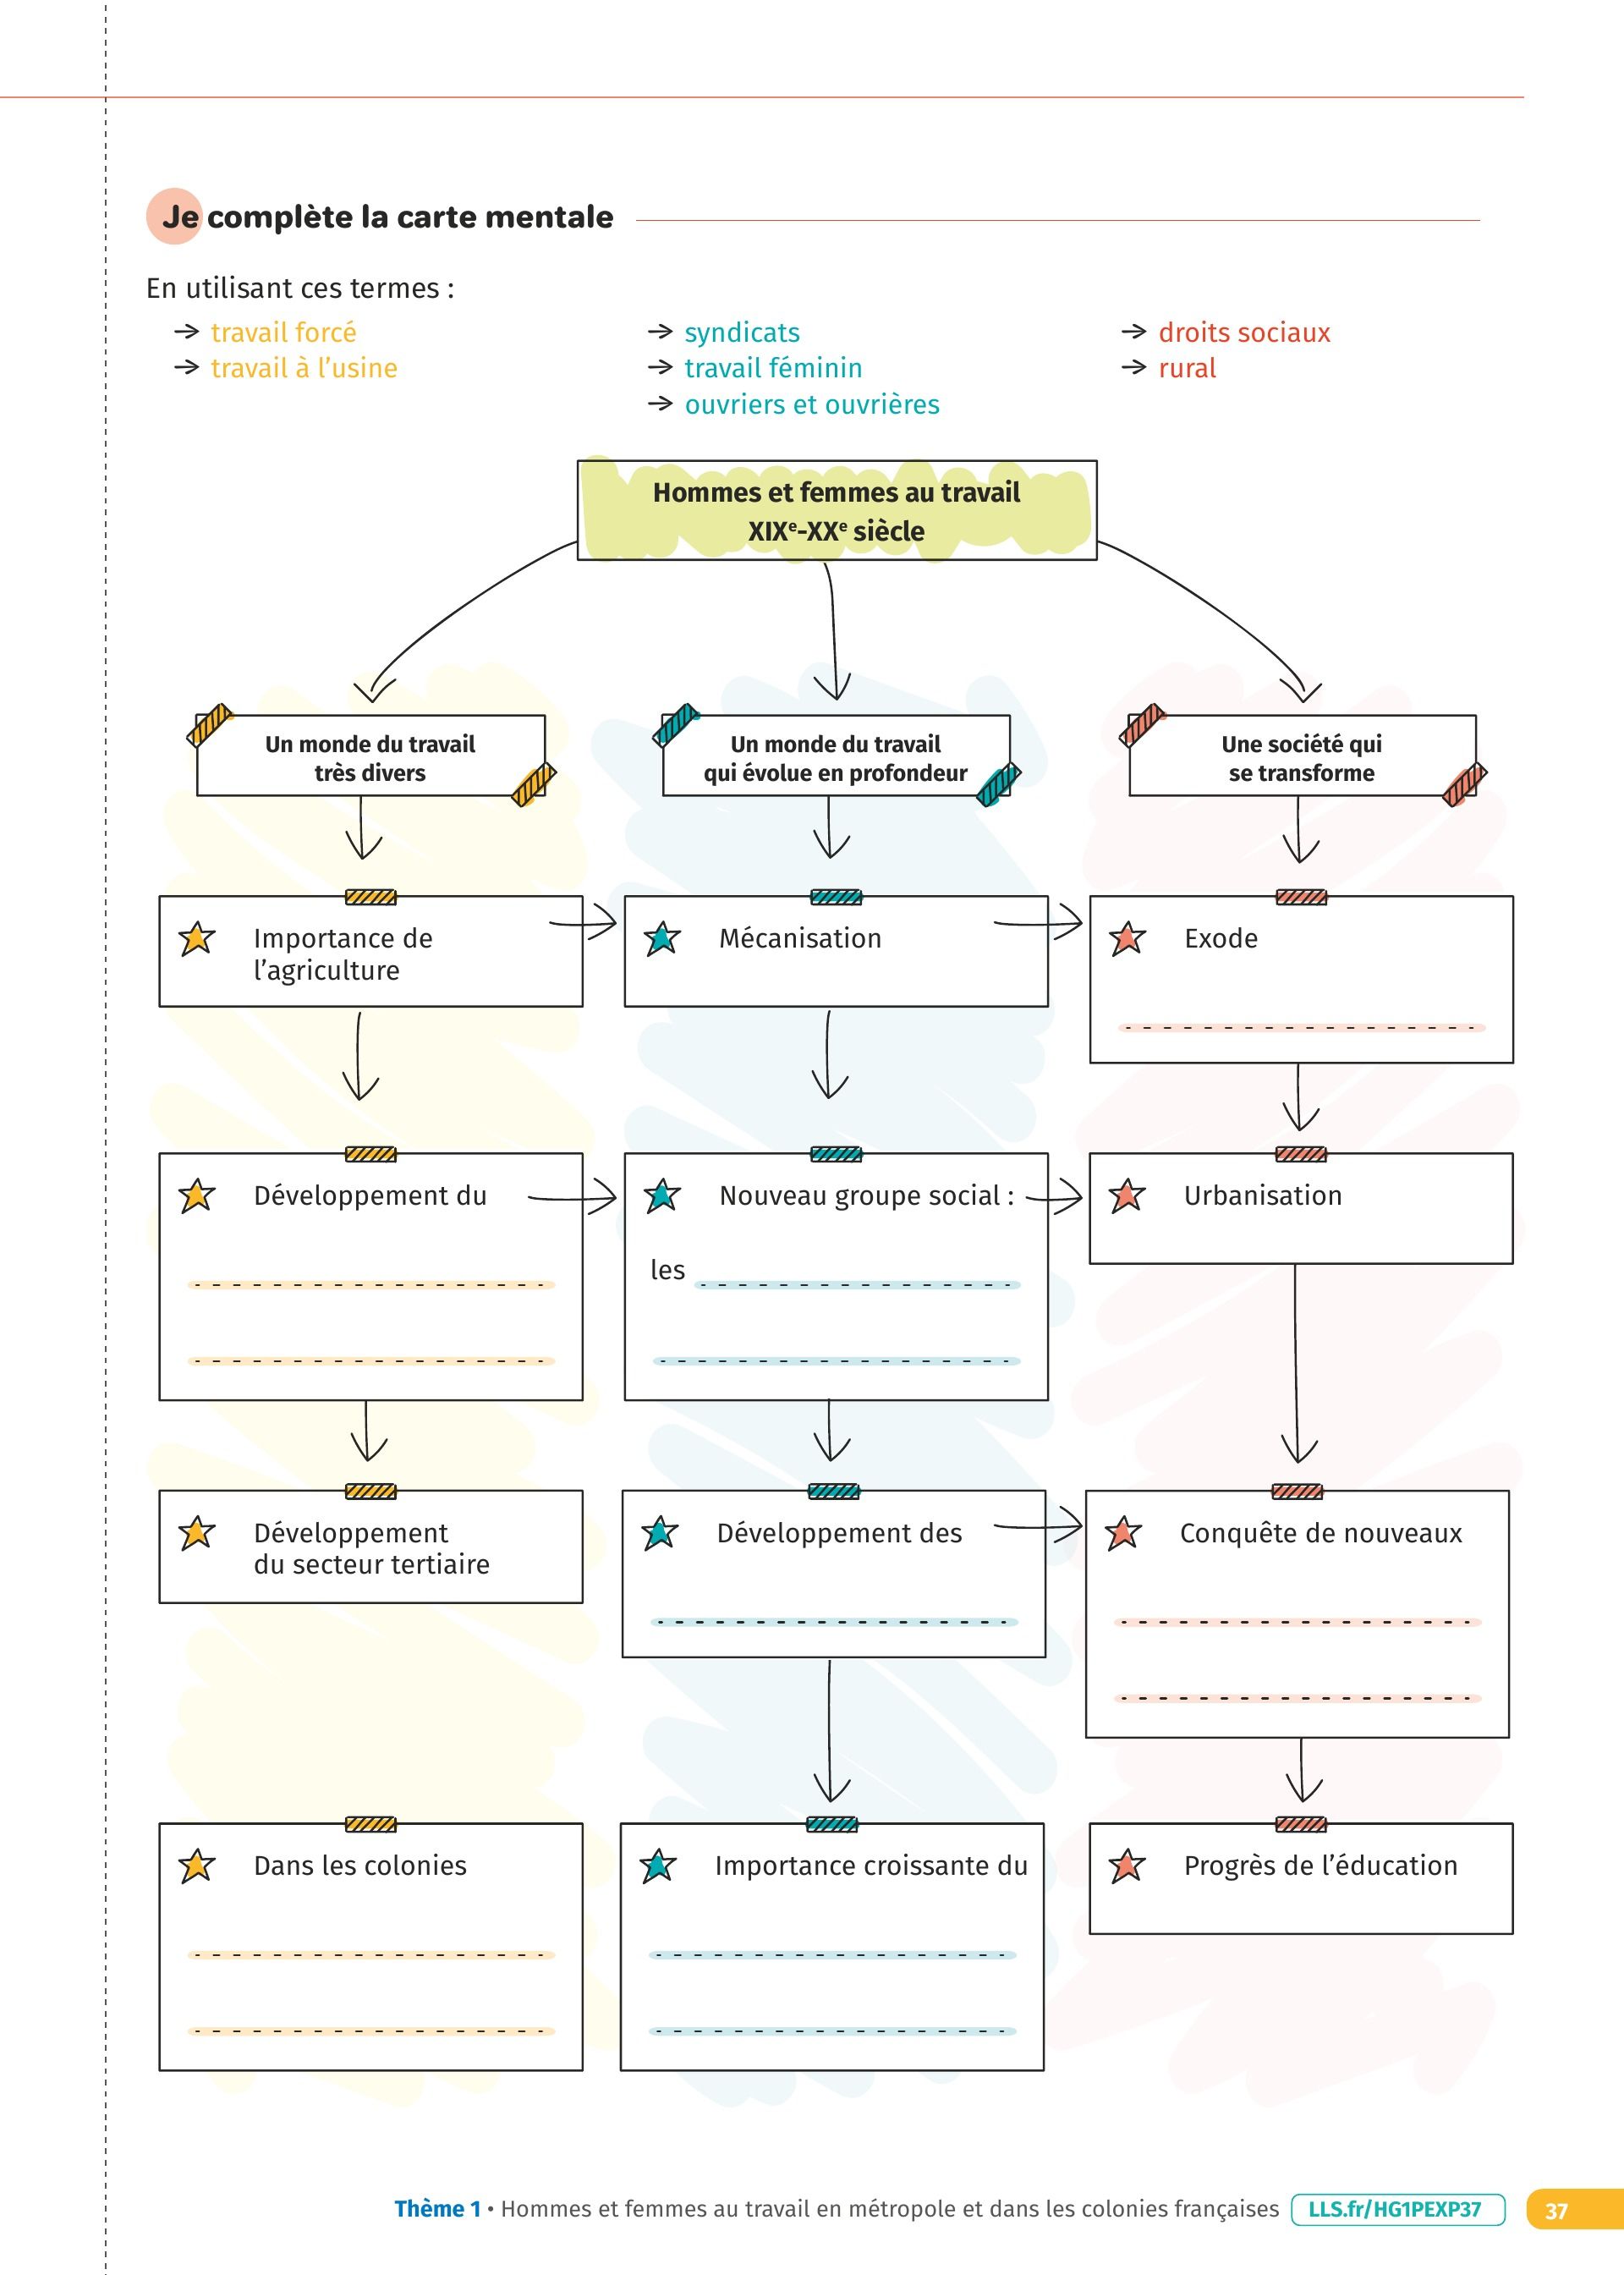 Je complète la carte mentale
En utilisant ces termes :
→ travail forcé
→ travail à l'usine
→ syndicats
→ travail féminin
→ ouvriers et ouvrières
→ droits sociaux
→ rural
Hommes et femmes au travail
XIXe-XXe siècle
Un monde du travail
très divers
Un monde du travail
qui évolue en profondeur
Une société qui
se transforme
Importance de
l'agriculture
Mécanisation
Exode
Développement du
Nouveau groupe social :
les
Urbanisation
Développement
du secteur tertiaire
Développement des
Conquête de nouveaux
Dans les colonies
Importance croissante du
Progrès de l'éducation
Thème 1 • Hommes et femmes au travail en métropole et dans les colonies françaises LLS.fr/HG1PEXP37 37